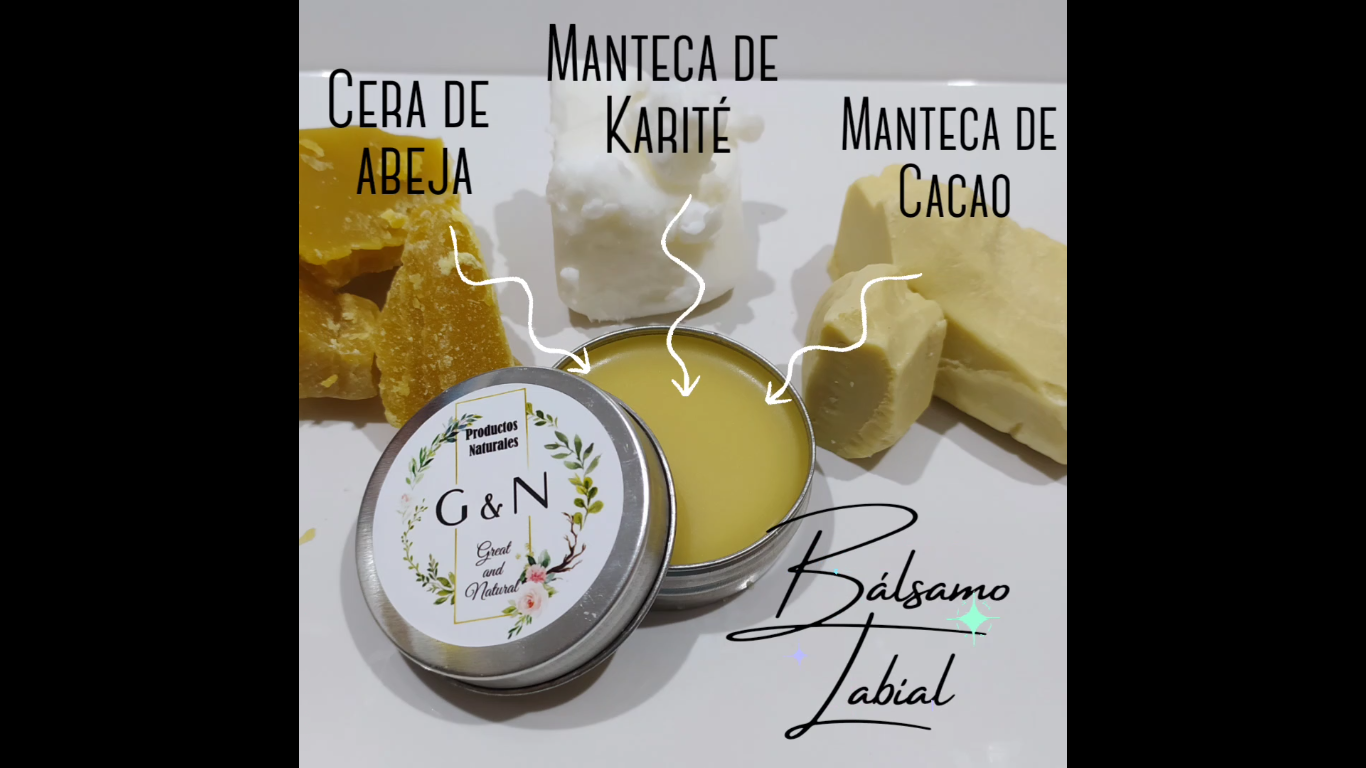 Cera de
abeja
Manteca de
Karité
Manteca de
Cacao
Productos
Naturales
G & N
Great
and
Natural
Bálsamo
Labial